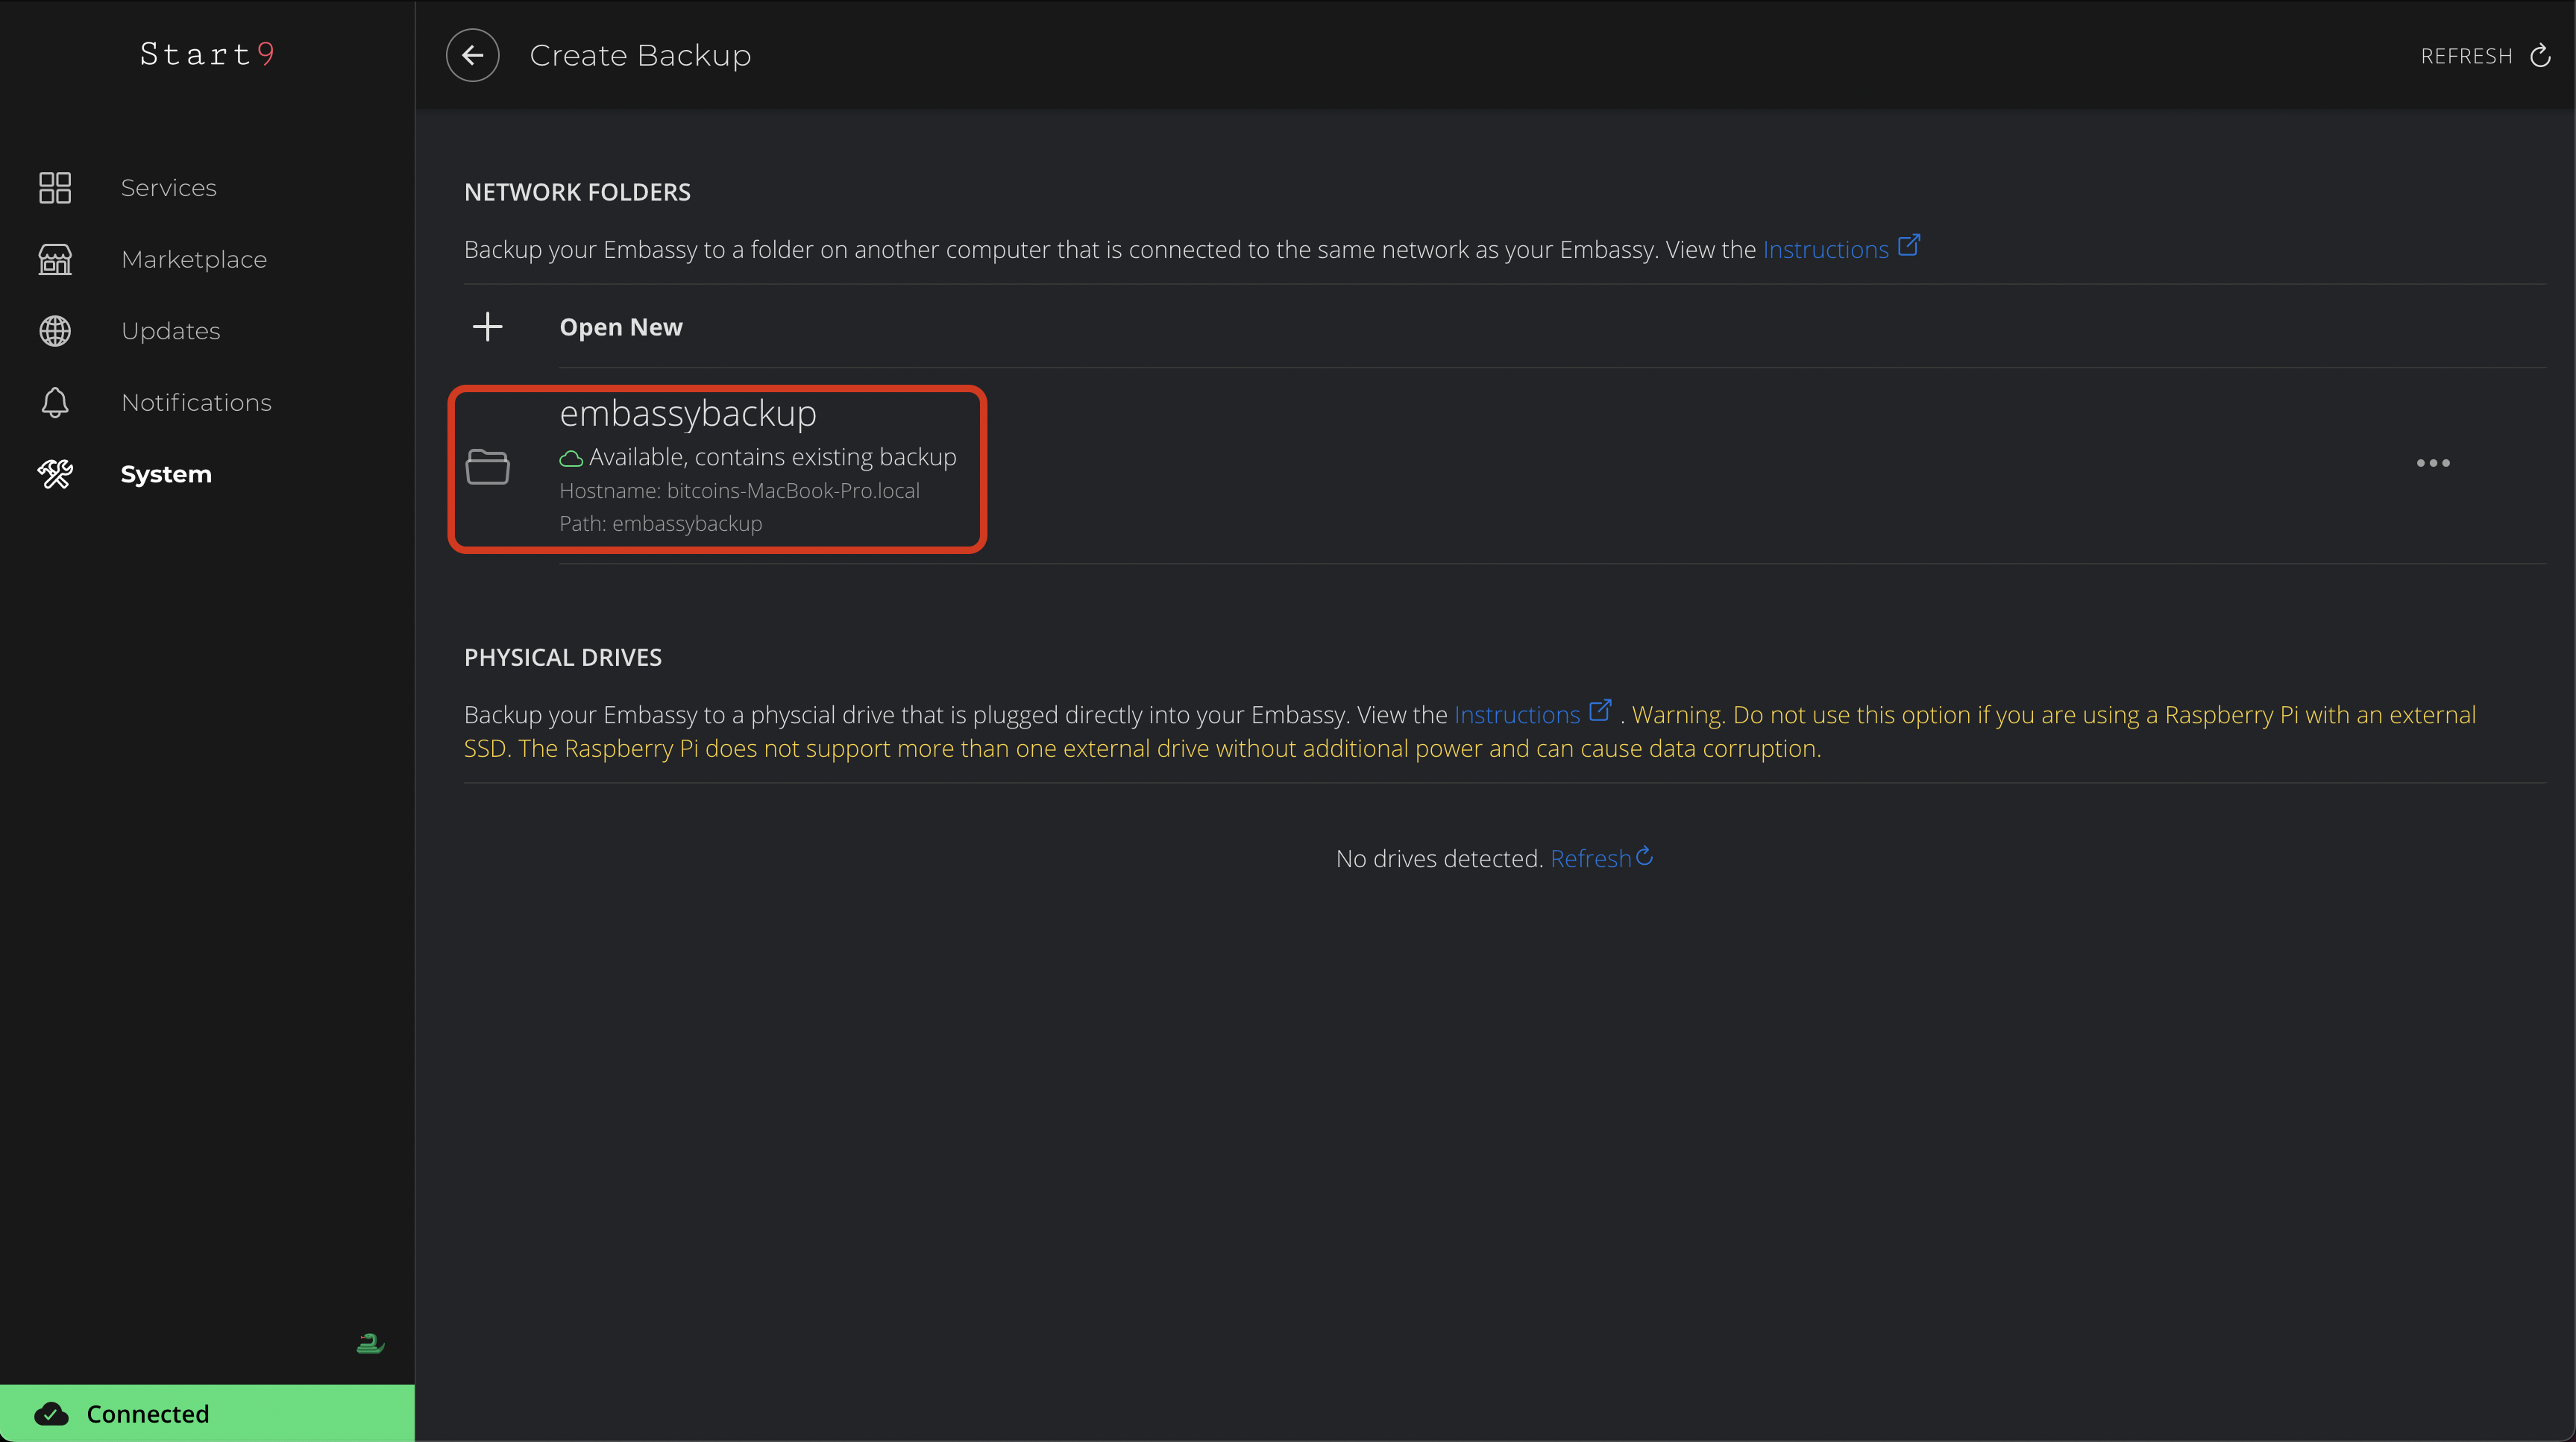 Start9
Services
Marketplace
Updates
Notifications
System
Connected
Create Backup
REFRESH
NETWORK FOLDERS
Backup your Embassy to a folder on another computer that is connected to the same network as your Embassy. View the Instructions
Open New
embassybackup
Available, contains existing backup
Hostname: bitcoins-MacBook-Pro.local
Path: embassybackup
PHYSICAL DRIVES
Backup your Embassy to a physcial drive that is plugged directly into your Embassy. View the Instructions . Warning. Do not use this option if you are using a Raspberry Pi with an external
SSD. The Raspberry Pi does not support more than one external drive without additional power and can cause data corruption.
No drives detected. Refresh